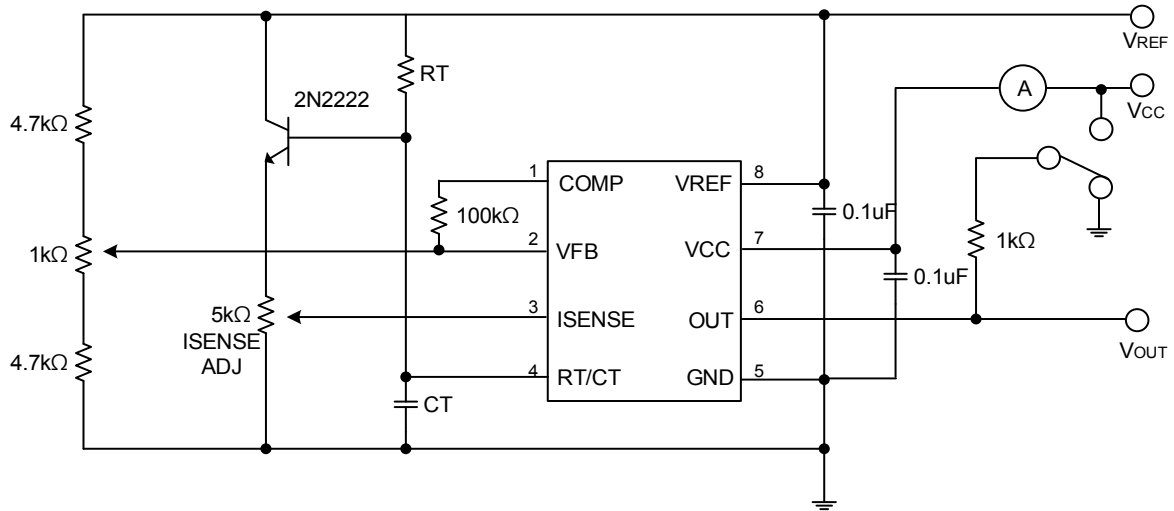 VREF
RT
2N2222
A
VCC
4.7kΩ
1
COMP
VREF
8
100kΩ
0.1uF
1kΩ
2
VFB
VCC
7
1kΩ
0.1uF
5kΩ
ISENSE
ADJ
3
ISENSE
OUT
6
VOUT
4.7kΩ
4
RT/CT
GND
5
CT